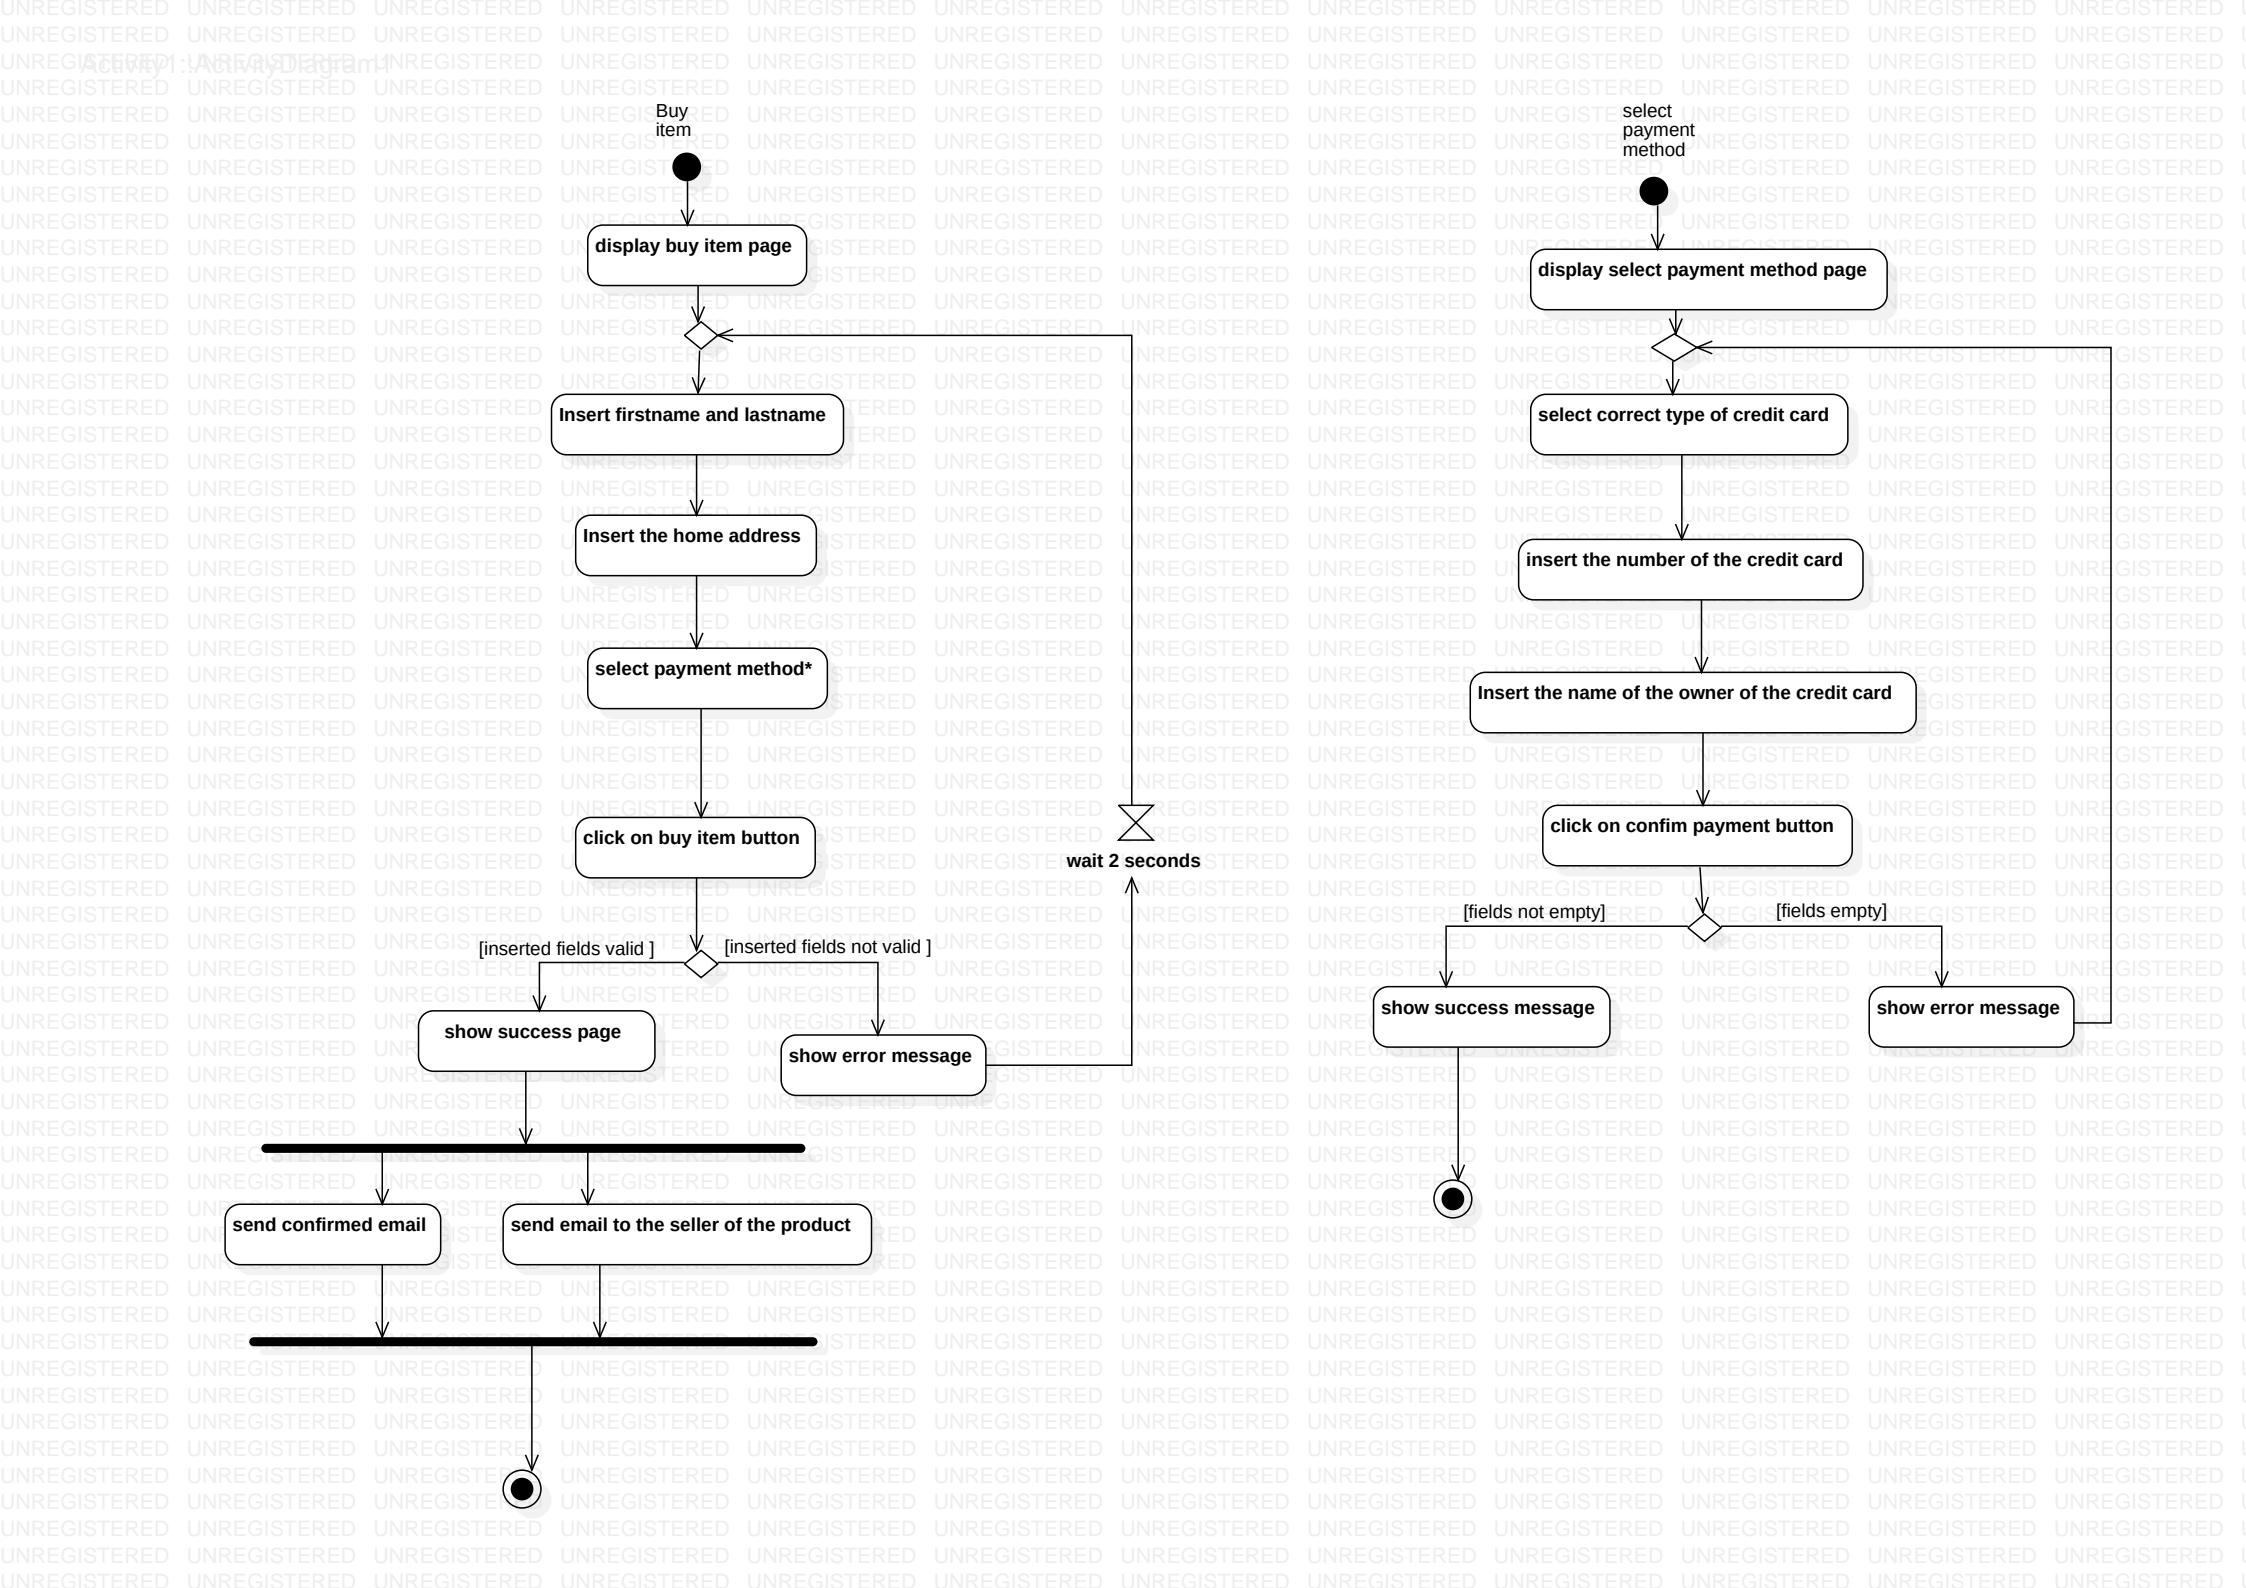 Activity1::ActivityDiagram1
Buy
item
display buy item page
Insert firstname and lastname
Insert the home address
select payment method*
click on buy item button
wait 2 seconds
[inserted fields valid ]
[inserted fields not valid ]
show success page
show error message
send confirmed email
send email to the seller of the product
select
payment
method
display select payment method page
select correct type of credit card
insert the number of the credit card
Insert the name of the owner of the credit card
click on confim payment button
[fields not empty]
[fields empty]
show success message
show error message
UNREGISTERED